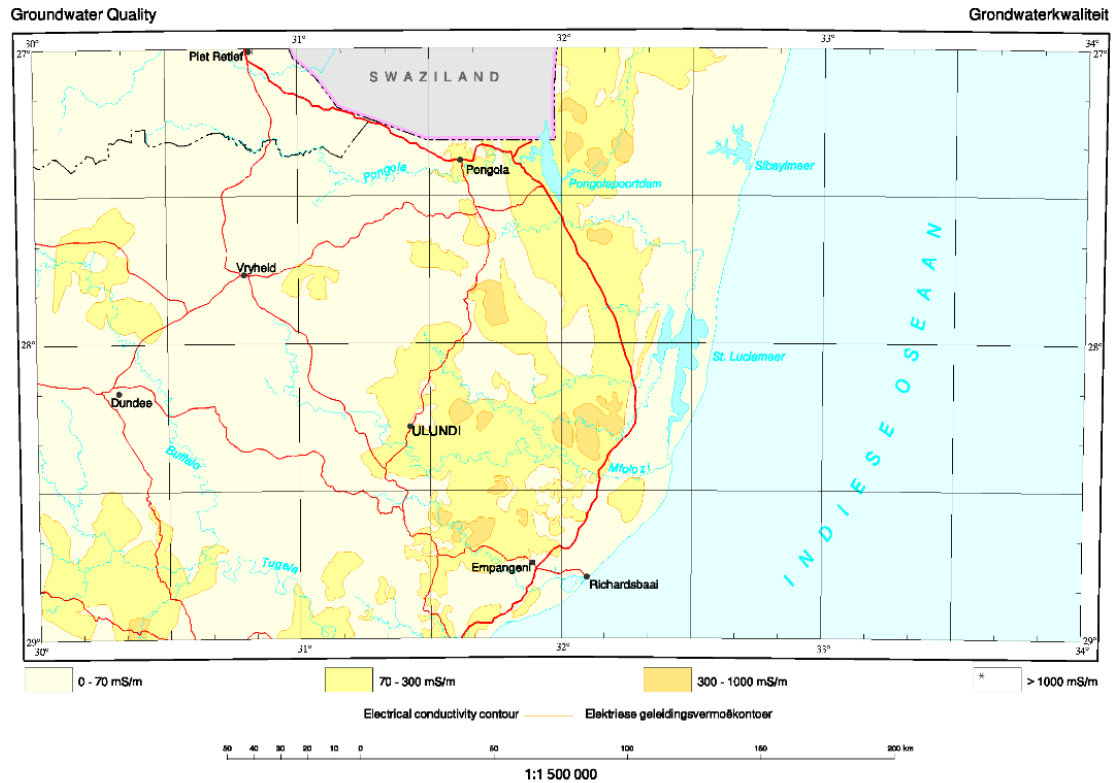 Groundwater Quality Grondwaterkwaliteit
30° 31° 32° 33° 34°
27° 27°
Piet Retief
SWAZILAND
Pongola
Pongola
Pongolapoortdam
Sibayimeer
Vryheid
28° 28°
St. Luciameer
Dundee
ULUNDI
Buffalo
Mfolozi
INDIESE OSEAAN
Tugela
Empangeni
Richardsbaai
29° 29°
30° 31° 32° 33° 34°
0 - 70 mS/m 70 - 300 mS/m 300 - 1000 mS/m * > 1000 mS/m
Electrical conductivity contour Elektriese geleidingsvermoëkontoer
50 40 30 20 10 0 50 100 150 200 km
1:1 500 000